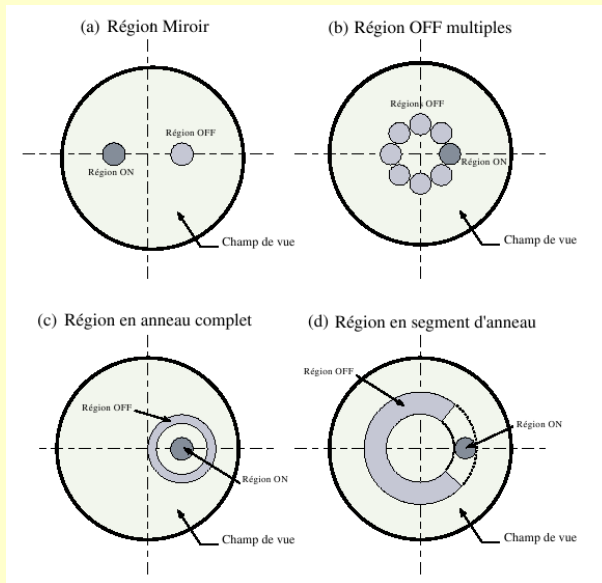 (a) Région Miroir
(b) Région OFF multiples
Région OFF
Région ON
Champ de vue
Régions OFF
Région ON
Champ de vue
(c) Région en anneau complet
(d) Région en segment d'anneau
Région OFF
Région ON
Champ de vue
Région OFF
Région ON
Champ de vue